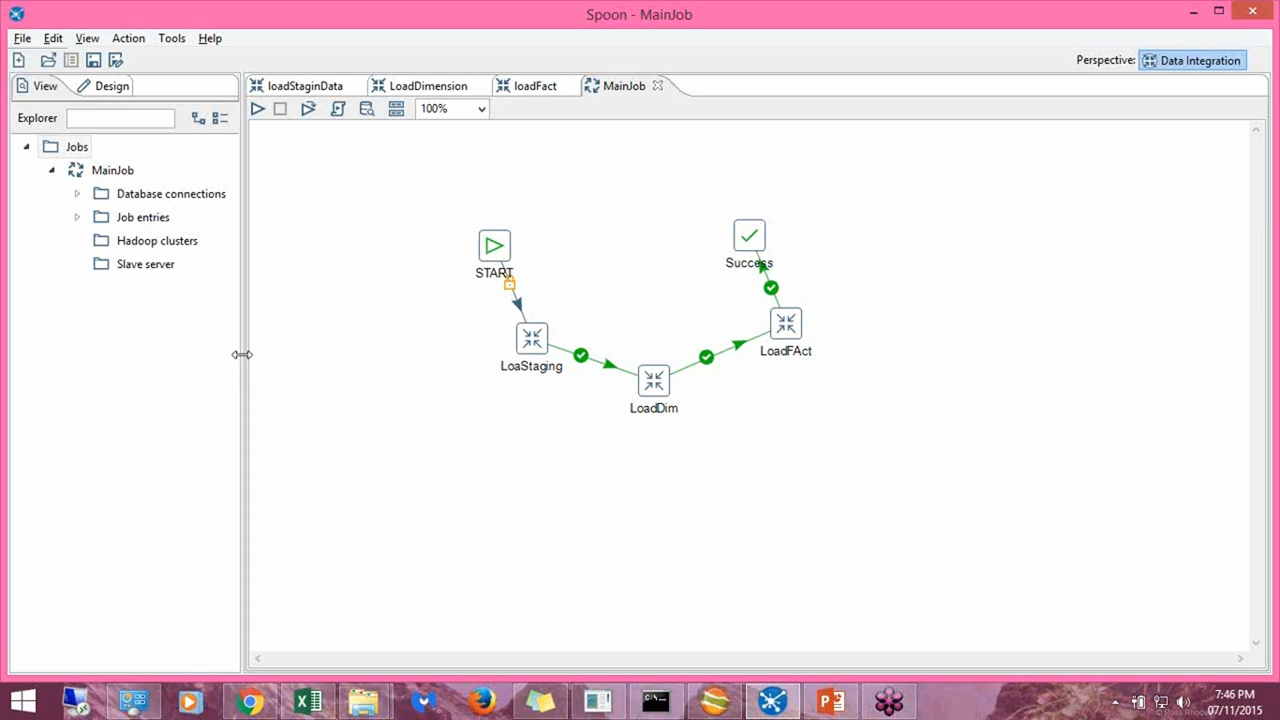 Spoon - MainJob
File Edit View Action Tools Help
Perspective: Data Integration
View Design
loadStaginData LoadDimension loadFact MainJob
Explorer
100%
Jobs
MainJob
Database connections
Job entries
Hadoop clusters
Slave server
START
Success
LoaStaging
LoadDim
LoadFAct
7:46 PM
07/11/2015